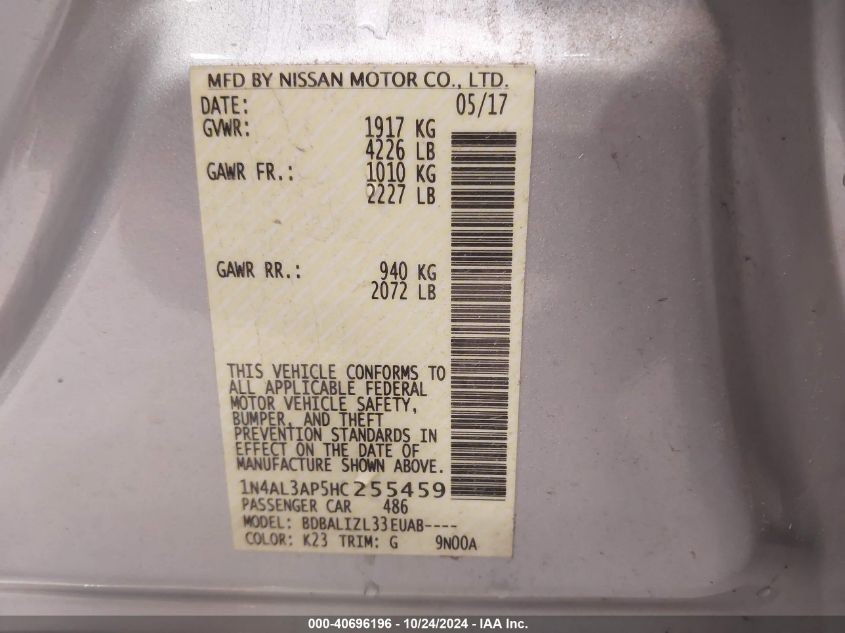 MFD BY NISSAN MOTOR CO., LTD.
DATE: 05/17
GVWR: 1917 KG
4226 LB
GAWR FR.: 1010 KG
2227 LB
GAWR RR.: 940 KG
2072 LB
THIS VEHICLE CONFORMS TO
ALL APPLICABLE FEDERAL
MOTOR VEHICLE SAFETY,
BUMPER, AND THEFT
PREVENTION STANDARDS IN
EFFECT ON THE DATE OF
MANUFACTURE SHOWN ABOVE.
1N4AL3AP5HC255459
PASSENGER CAR 486
MODEL: BDBALIZL33EUAB----
COLOR: K23 TRIM: G 9N00A
000-40696196 - 10/24/2024 - IAA Inc.